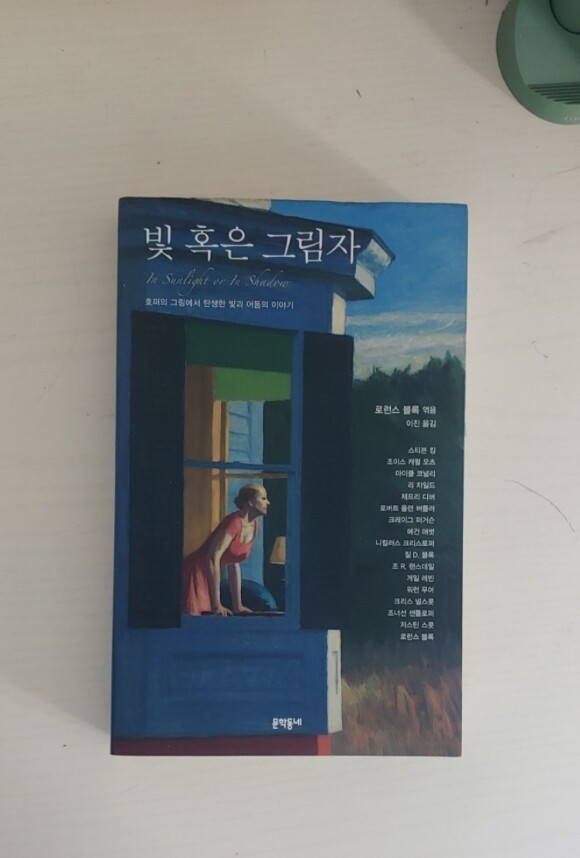 빛 혹은 그림자
In Sunlight or In Shadow
호퍼의 그림에서 탄생한 빛과 어둠의 이야기
로런스 블록 엮음
이진 옮김
스티븐 킹
조이스 캐럴 오츠
마이클 코널리
리 차일드
제프리 디버
로버트 올런 버틀러
크레이그 퍼거슨
메건 애벗
니컬러스 크리스토퍼
질 D. 블록
조 R. 랜스데일
게일 레빈
워런 무어
크리스 넬스콧
조너선 샌틀로퍼
저스틴 스콧
로런스 블록
문학동네